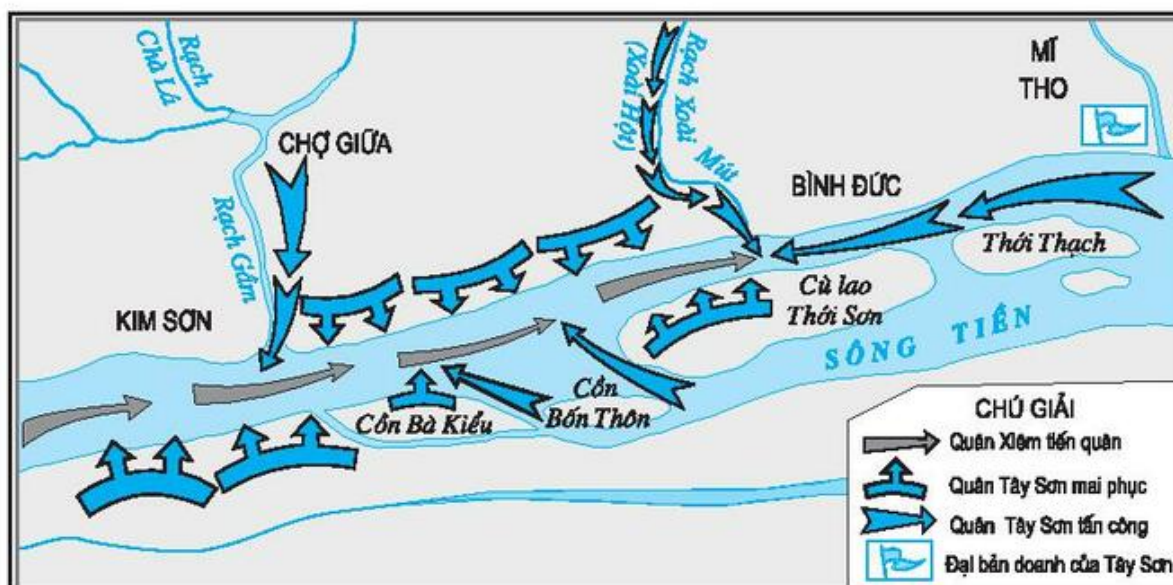 Rạch
Chà Lá
CHỢ GIỮA
Rạch Gầm
KIM SƠN
Rạch Xoài Mút
(Xoài Hột)
MĨ
THO
BÌNH ĐỨC
Thới Thạch
Cù lao
Thới Sơn
SÔNG TIỀN
Cồn
Bốn Thôn
Cồn Bà Kiểu
CHÚ GIẢI
Quân Xiêm tiến quân
Quân Tây Sơn mai phục
Quân Tây Sơn tấn công
Đại bản doanh của Tây Sơn